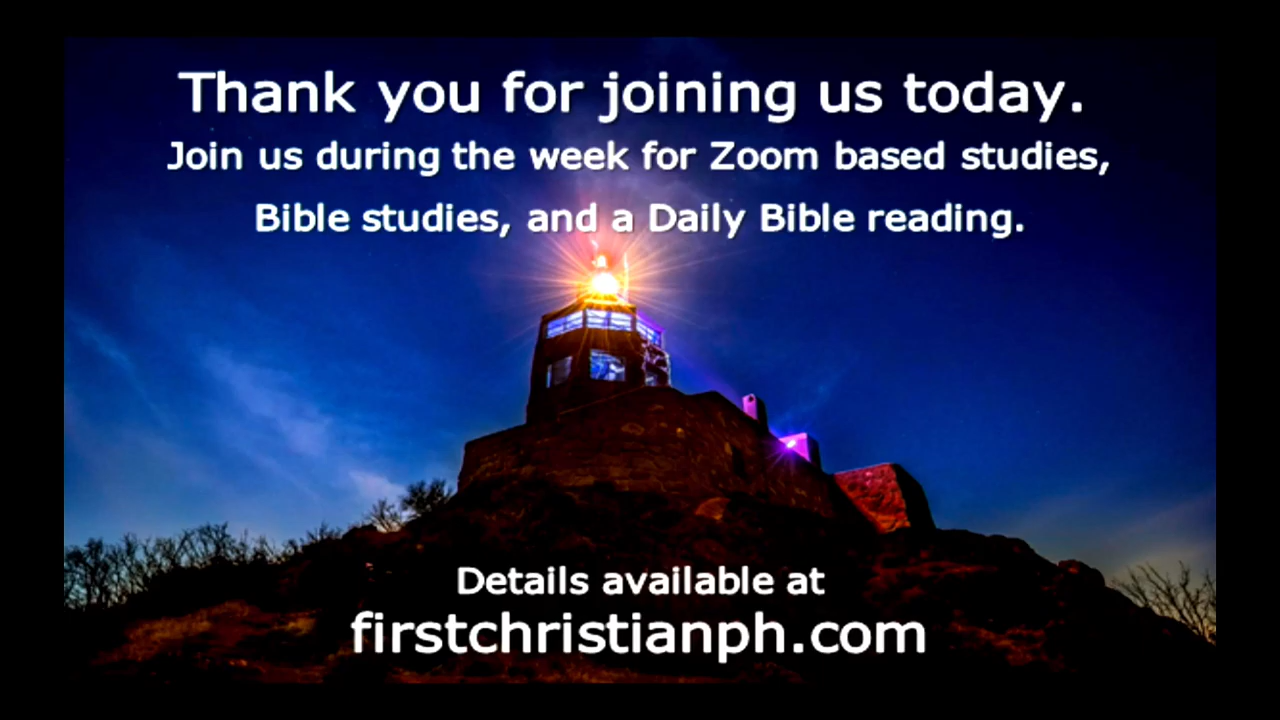 Thank you for joining us today.
Join us during the week for Zoom based studies,
Bible studies, and a Daily Bible reading.
Details available at
firstchristianph.com